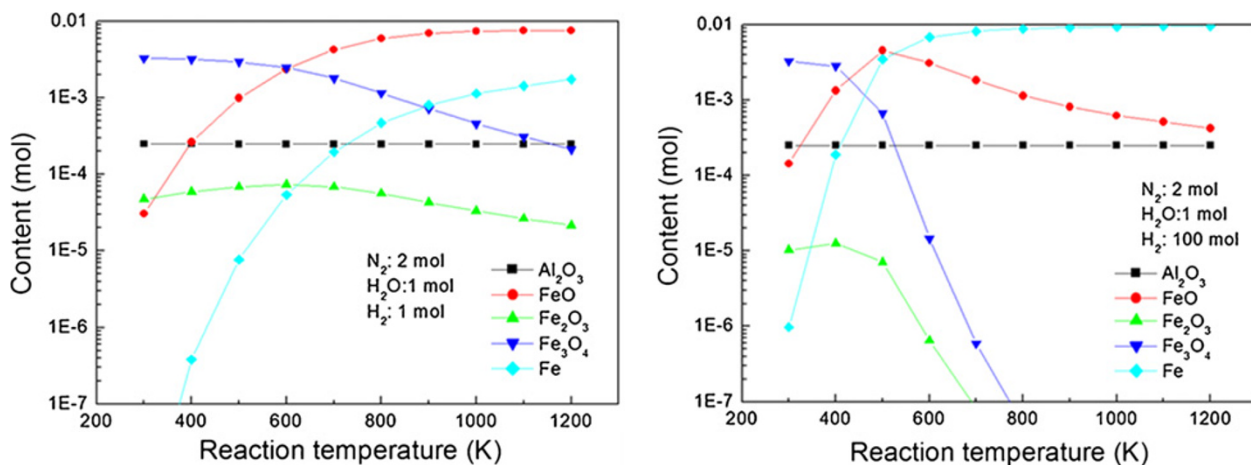 0.01
1E-3
1E-4
1E-5
1E-6
1E-7
Content (mol)
N₂: 2 mol
H₂O:1 mol
H₂: 1 mol
Al₂O₃
FeO
Fe₂O₃
Fe₃O₄
Fe
200 400 600 800 1000 1200
Reaction temperature (K)
0.01
1E-3
1E-4
1E-5
1E-6
1E-7
Content (mol)
N₂: 2 mol
H₂O:1 mol
H₂: 100 mol
Al₂O₃
FeO
Fe₂O₃
Fe₃O₄
Fe
200 400 600 800 1000 1200
Reaction temperature (K)